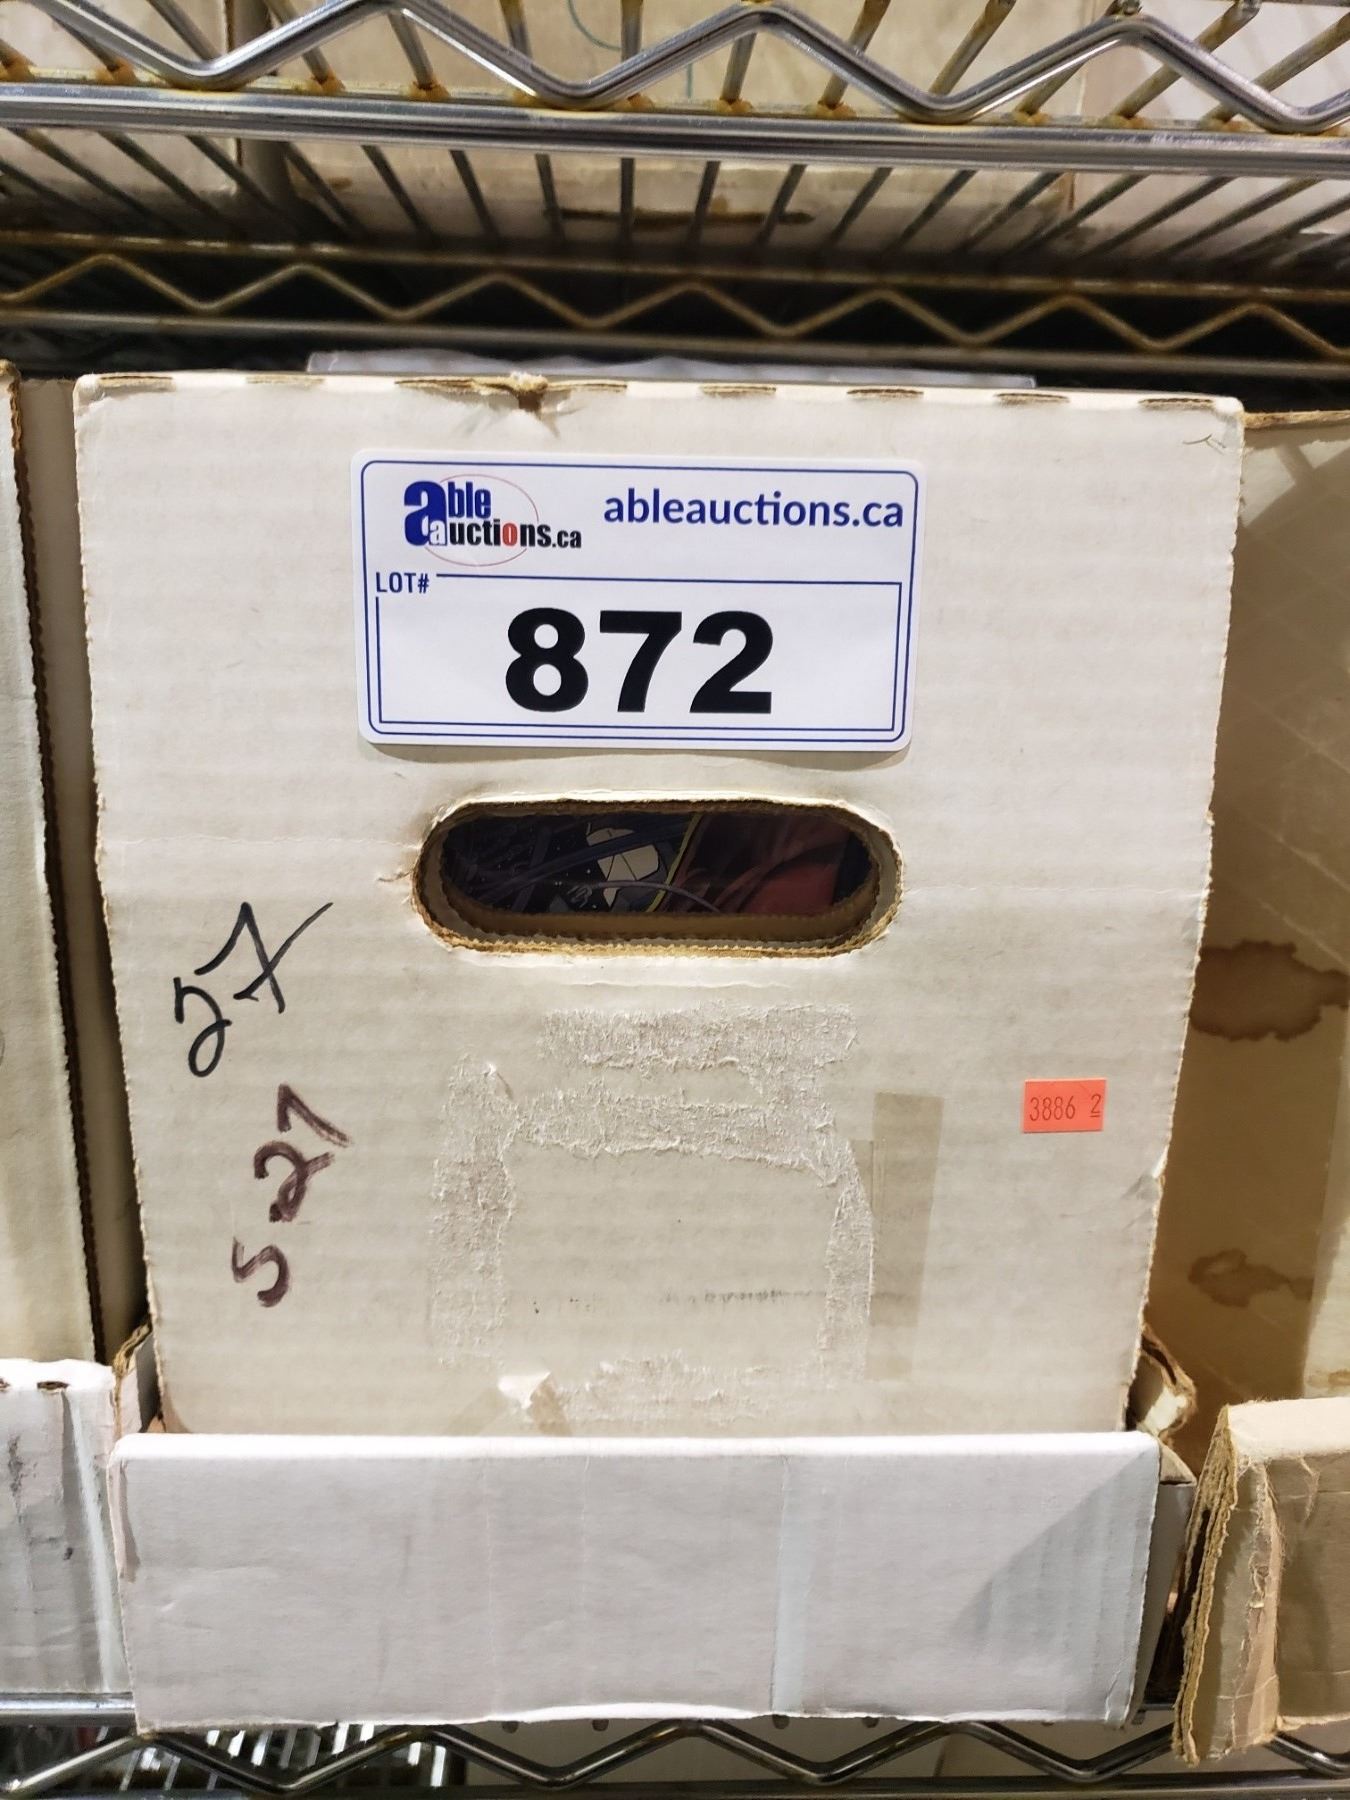 able
auctions.ca
ableauctions.ca
LOT#
872
27
527
3886 2